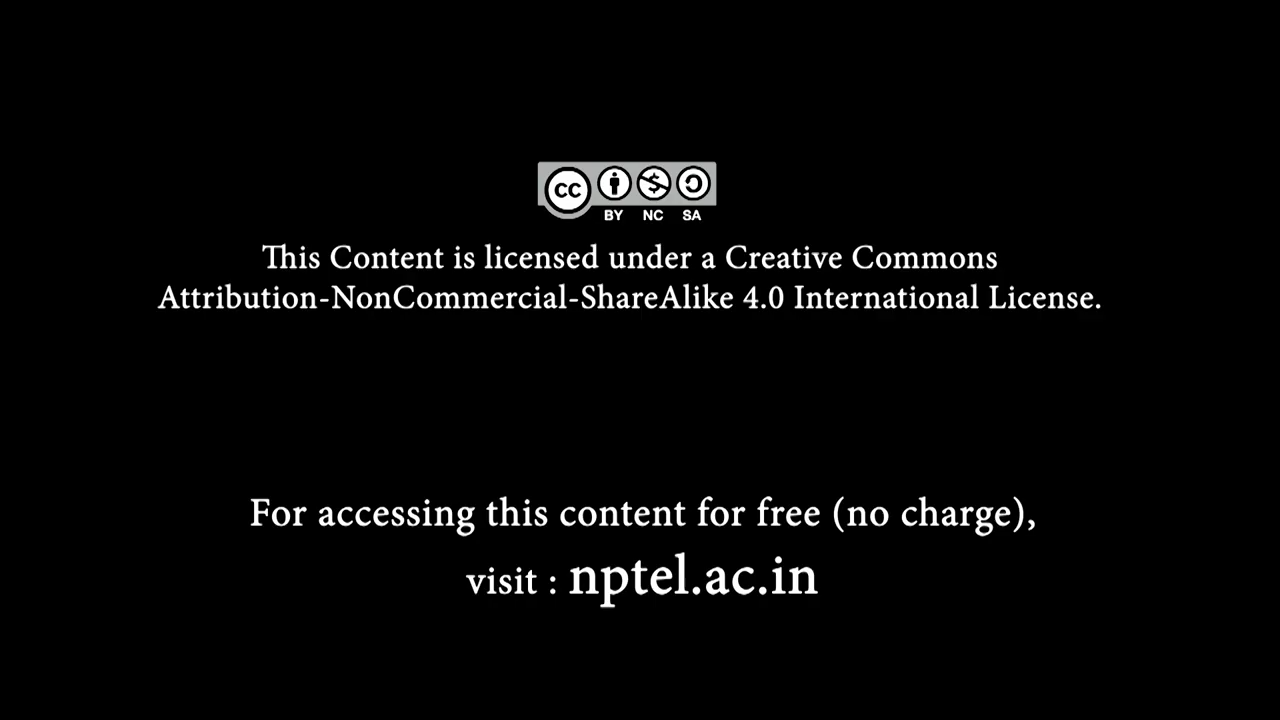 cc
BY NC SA
This Content is licensed under a Creative Commons
Attribution-NonCommercial-ShareAlike 4.0 International License.
For accessing this content for free (no charge),
visit : nptel.ac.in